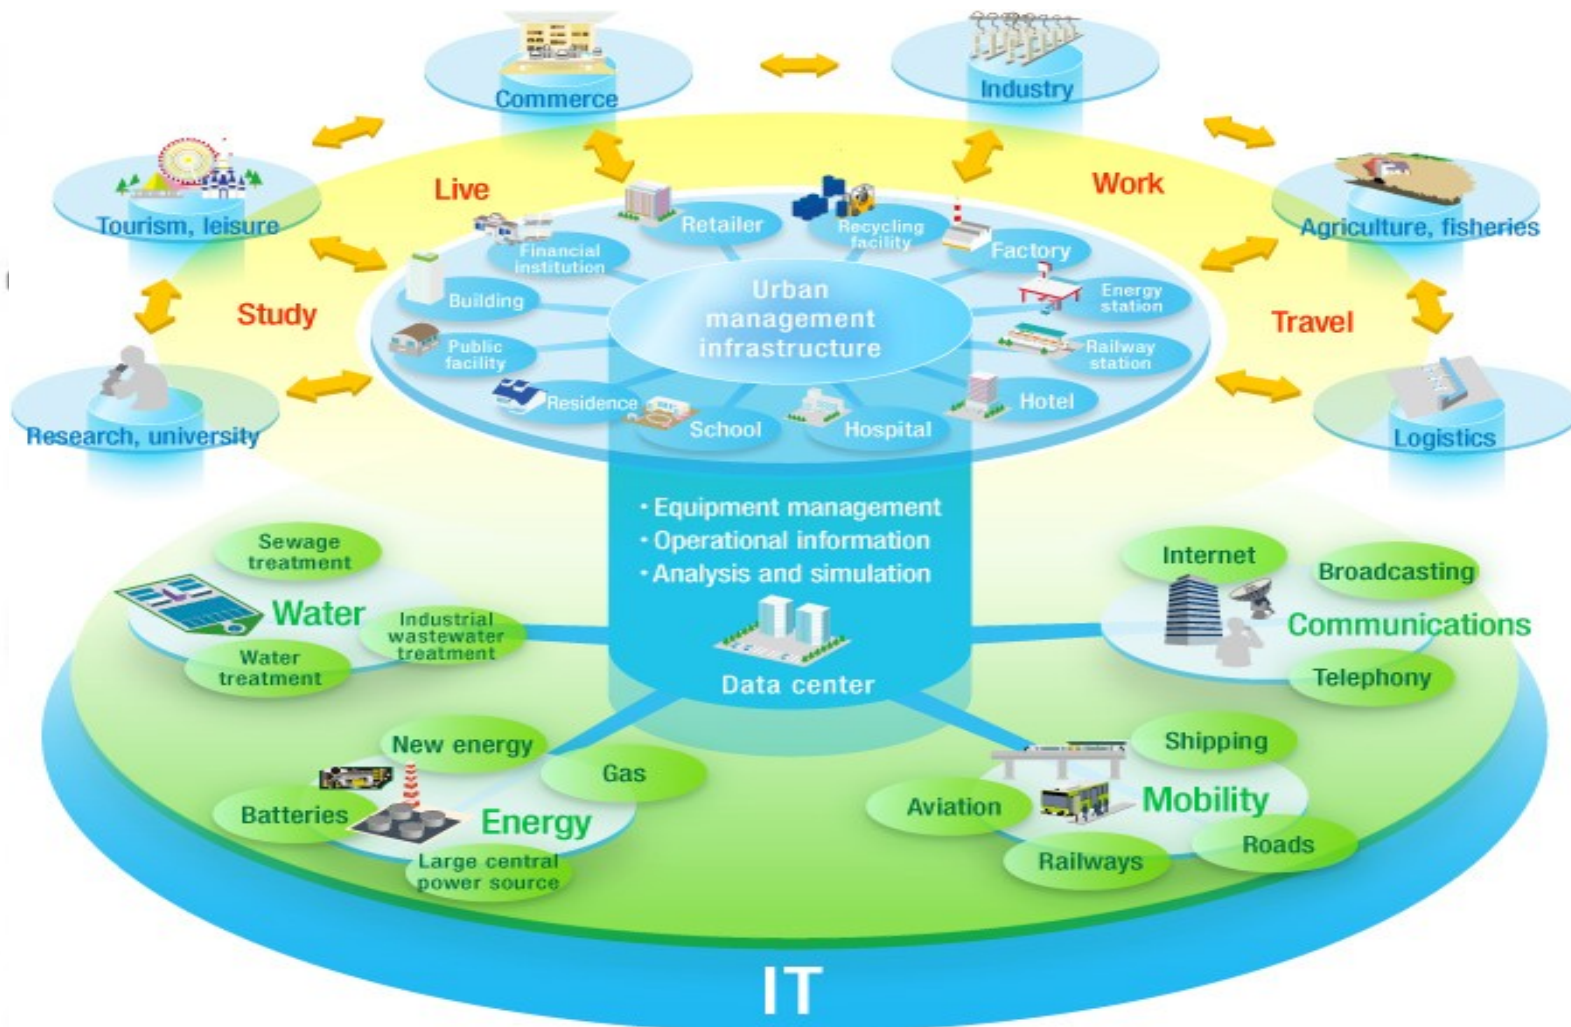 Commerce
Industry
Tourism, leisure
Agriculture, fisheries
Research, university
Logistics
Live
Work
Study
Travel
Retailer
Recycling
facility
Financial
institution
Factory
Building
Energy
station
Public
facility
Railway
station
Residence
School
Hospital
Hotel
Urban
management
infrastructure
• Equipment management
• Operational information
• Analysis and simulation
Data center
Sewage
treatment
Water
Industrial
wastewater
treatment
Water
treatment
Internet
Broadcasting
Communications
Telephony
New energy
Gas
Batteries
Energy
Large central
power source
Shipping
Aviation
Mobility
Railways
Roads
IT